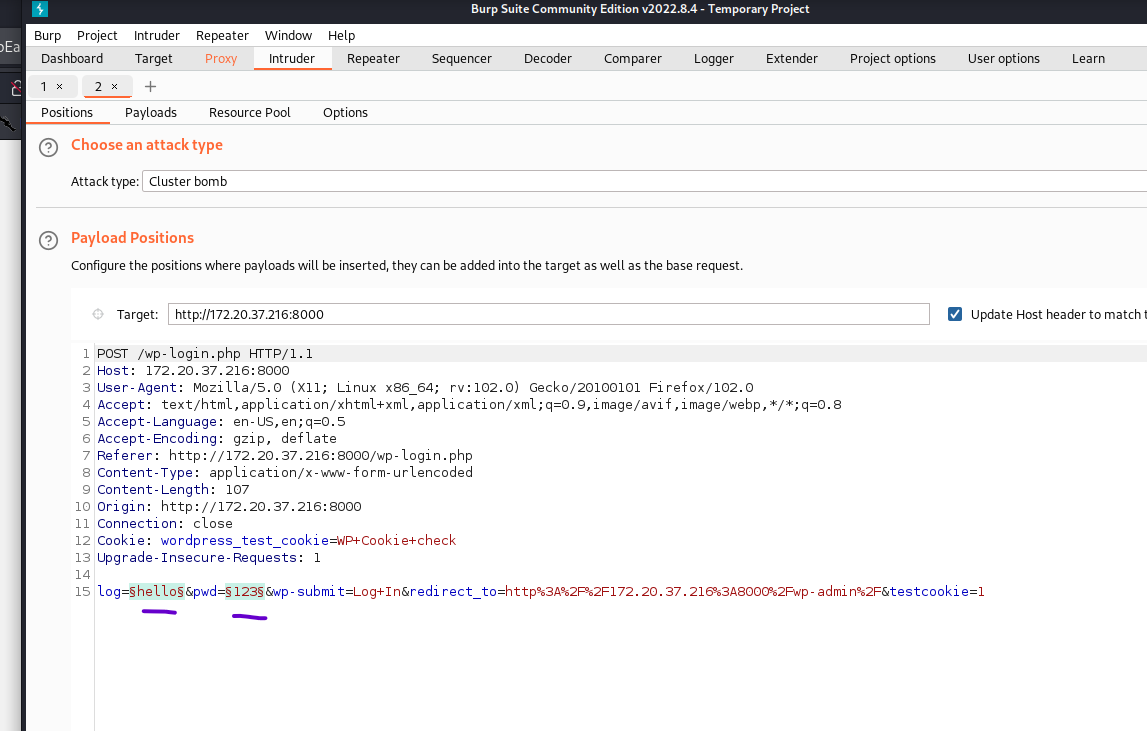 Burp Suite Community Edition v2022.8.4 - Temporary Project
Burp Project Intruder Repeater Window Help
Dashboard Target Proxy Intruder Repeater Sequencer Decoder Comparer Logger Extender Project options User options Learn
1 × 2 × +
Positions Payloads Resource Pool Options
? Choose an attack type
Attack type: Cluster bomb
? Payload Positions
Configure the positions where payloads will be inserted, they can be added into the target as well as the base request.
Target: http://172.20.37.216:8000 Update Host header to match
1 POST /wp-login.php HTTP/1.1
2 Host: 172.20.37.216:8000
3 User-Agent: Mozilla/5.0 (X11; Linux x86_64; rv:102.0) Gecko/20100101 Firefox/102.0
4 Accept: text/html,application/xhtml+xml,application/xml;q=0.9,image/avif,image/webp,*/*;q=0.8
5 Accept-Language: en-US,en;q=0.5
6 Accept-Encoding: gzip, deflate
7 Referer: http://172.20.37.216:8000/wp-login.php
8 Content-Type: application/x-www-form-urlencoded
9 Content-Length: 107
10 Origin: http://172.20.37.216:8000
11 Connection: close
12 Cookie: wordpress_test_cookie=WP+Cookie+check
13 Upgrade-Insecure-Requests: 1
14
15 log=§hello§&pwd=§123§&wp-submit=Log+In&redirect_to=http%3A%2F%2F172.20.37.216%3A8000%2Fwp-admin%2F&testcookie=1